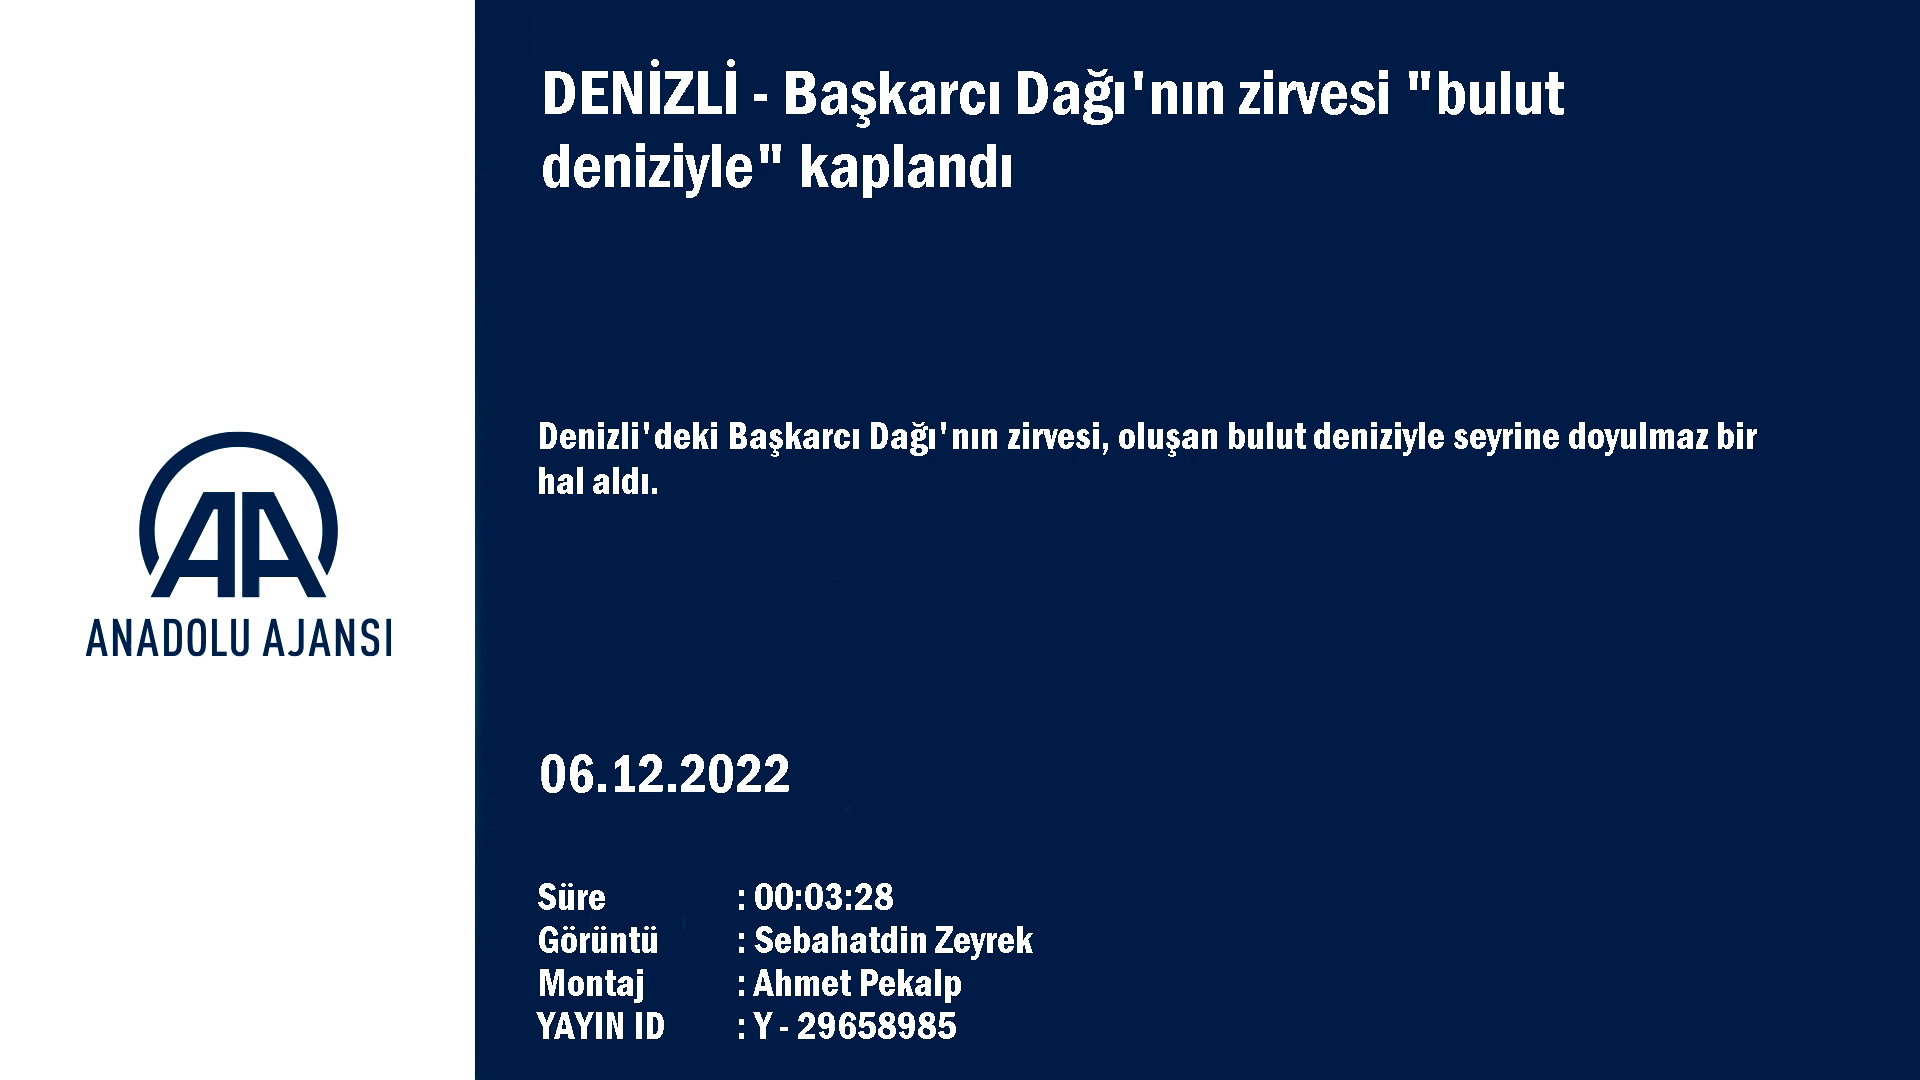 DENİZLİ - Başkarcı Dağı'nın zirvesi "bulut
deniziyle" kaplandı
Denizli'deki Başkarcı Dağı'nın zirvesi, oluşan bulut deniziyle seyrine doyulmaz bir
hal aldı.
AA
ANADOLU AJANSI
06.12.2022
Süre : 00:03:28
Görüntü : Sebahatdin Zeyrek
Montaj : Ahmet Pekalp
YAYIN ID : Y - 29658985